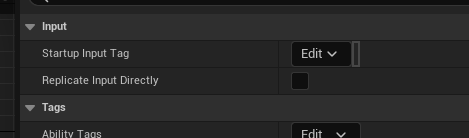 Input
Startup Input Tag Edit
Replicate Input Directly
Tags
Ability Tags Edit